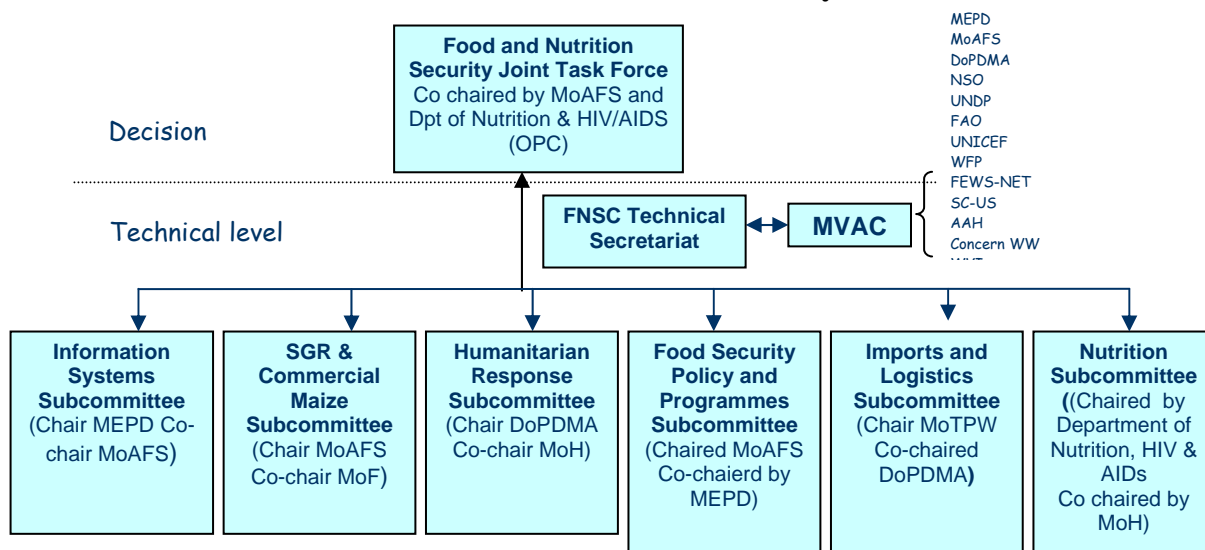 Food and Nutrition
Security Joint Task Force
Co chaired by MoAFS and
Dpt of Nutrition & HIV/AIDS
(OPC)
Decision
MEPD
MoAFS
DoPDMA
NSO
UNDP
FAO
UNICEF
WFP
FEWS-NET
SC-US
AAH
Concern WW
Technical level
FNSC Technical
Secretariat
MVAC
Information
Systems
Subcommittee
(Chair MEPD Co-
chair MoAFS)
SGR &
Commercial
Maize
Subcommittee
(Chair MoAFS
Co-chair MoF)
Humanitarian
Response
Subcommittee
(Chair DoPDMA
Co-chair MoH)
Food Security
Policy and
Programmes
Subcommittee
(Chaired MoAFS
Co-chaierd by
MEPD)
Imports and
Logistics
Subcommittee
(Chair MoTPW
Co-chaired
DoPDMA)
Nutrition
Subcommittee
((Chaired by
Department of
Nutrition, HIV &
AIDs
Co chaired by
MoH)